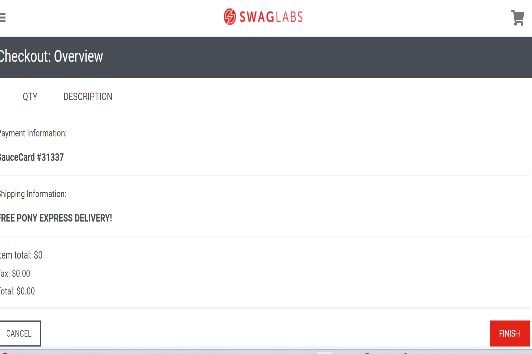 SWAGLABS
Checkout: Overview
QTY DESCRIPTION
Payment Information:
SauceCard #31337
Shipping Information:
FREE PONY EXPRESS DELIVERY!
Item total: $0
Tax: $0.00
Total: $0.00
CANCEL FINISH